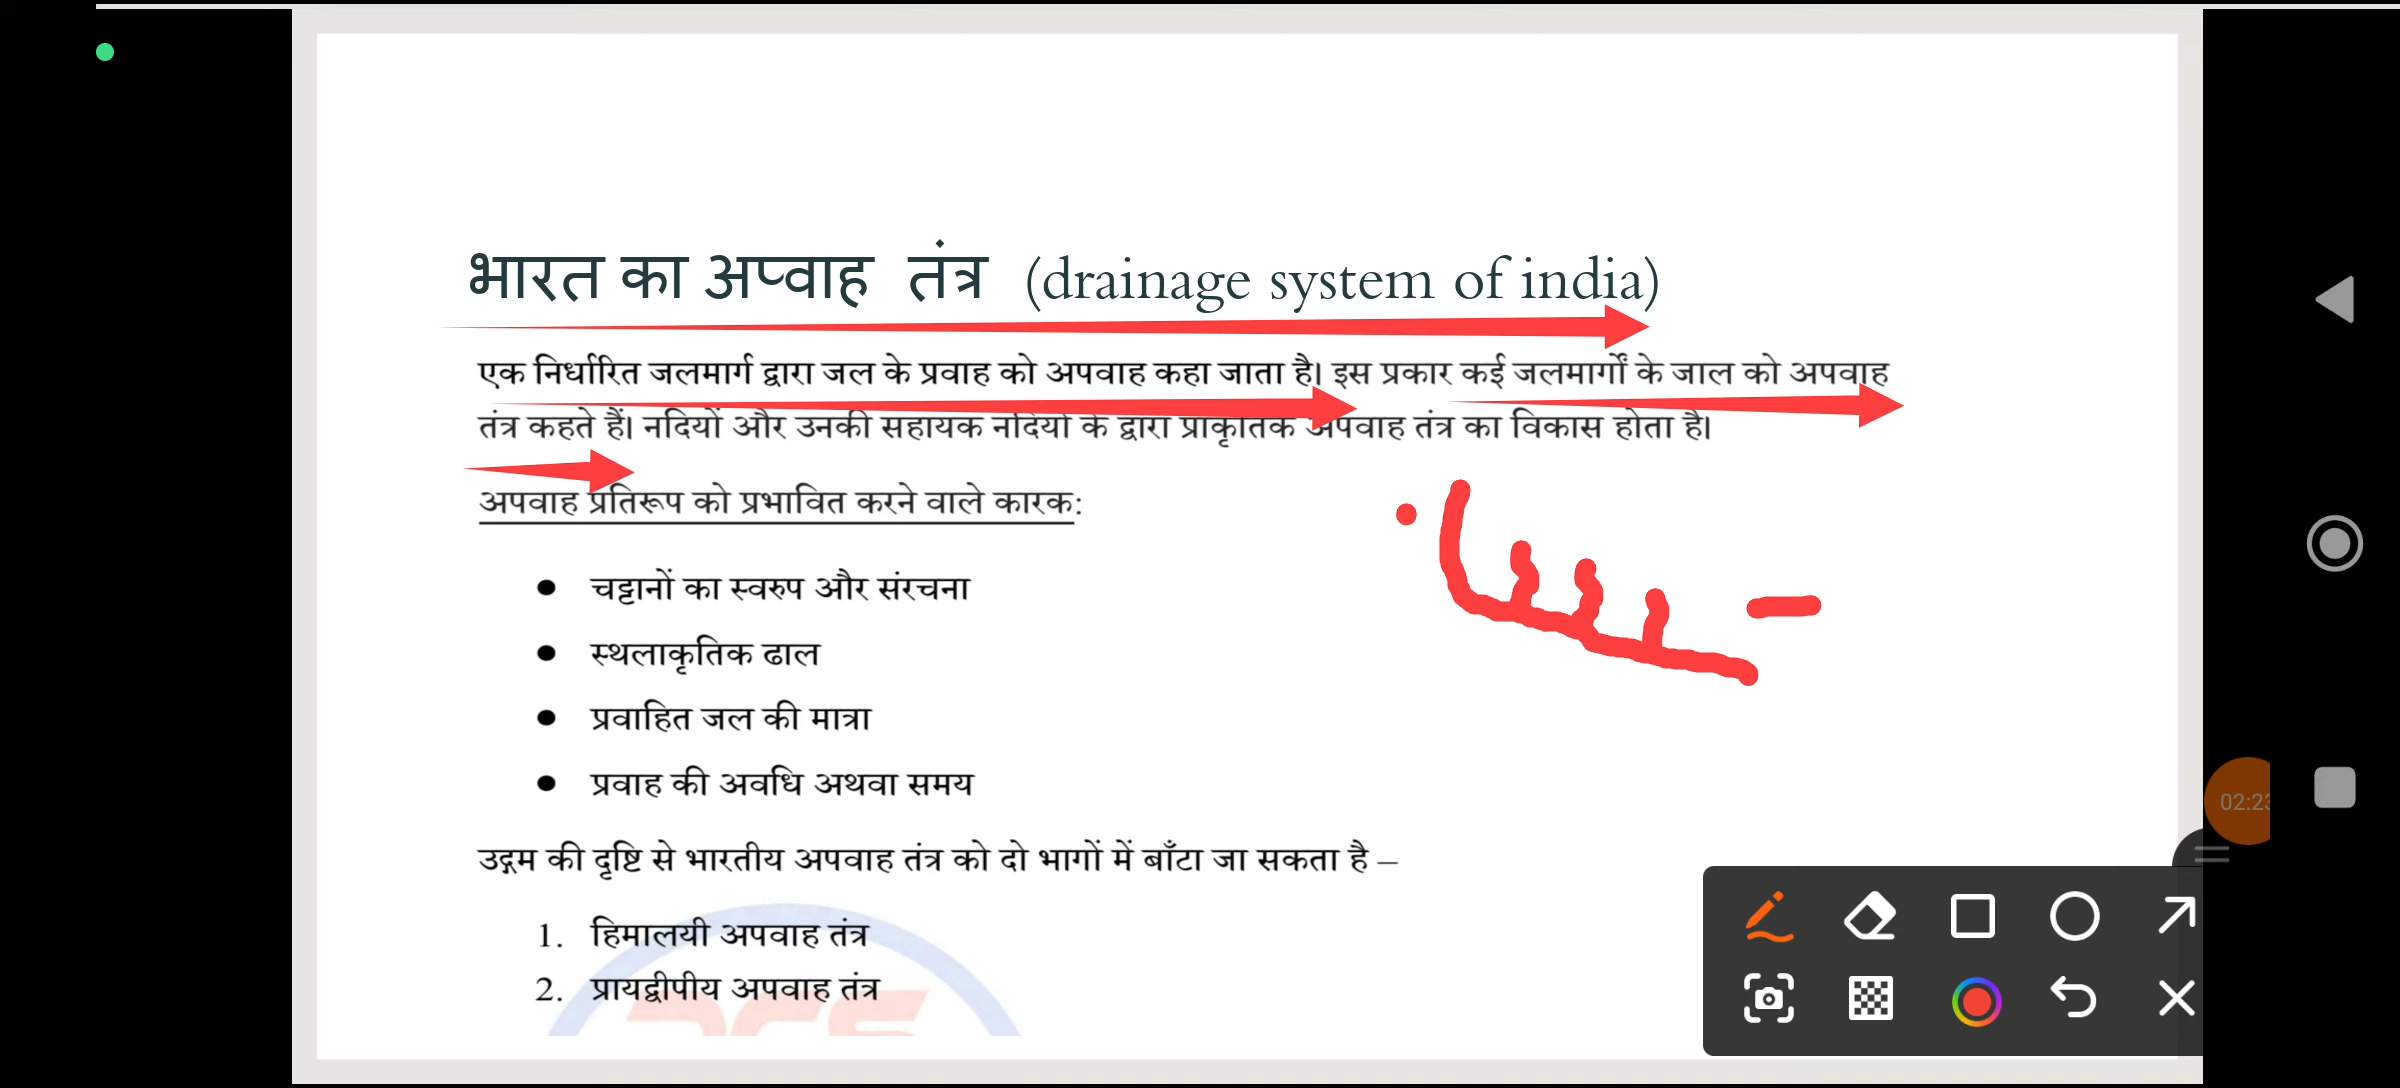 भारत का अप्वाह तंत्र (drainage system of india)
एक निर्धारित जलमार्ग द्वारा जल के प्रवाह को अपवाह कहा जाता है। इस प्रकार कई जलमार्गों के जाल को अपवाह
तंत्र कहते हैं। नदियों और उनकी सहायक नदियों के द्वारा प्राकृतिक अपवाह तंत्र का विकास होता है।
अपवाह प्रतिरूप को प्रभावित करने वाले कारक:
● चट्टानों का स्वरुप और संरचना
● स्थलाकृतिक ढाल
● प्रवाहित जल की मात्रा
● प्रवाह की अवधि अथवा समय
उद्गम की दृष्टि से भारतीय अपवाह तंत्र को दो भागों में बाँटा जा सकता है –
1. हिमालयी अपवाह तंत्र
2. प्रायद्वीपीय अपवाह तंत्र